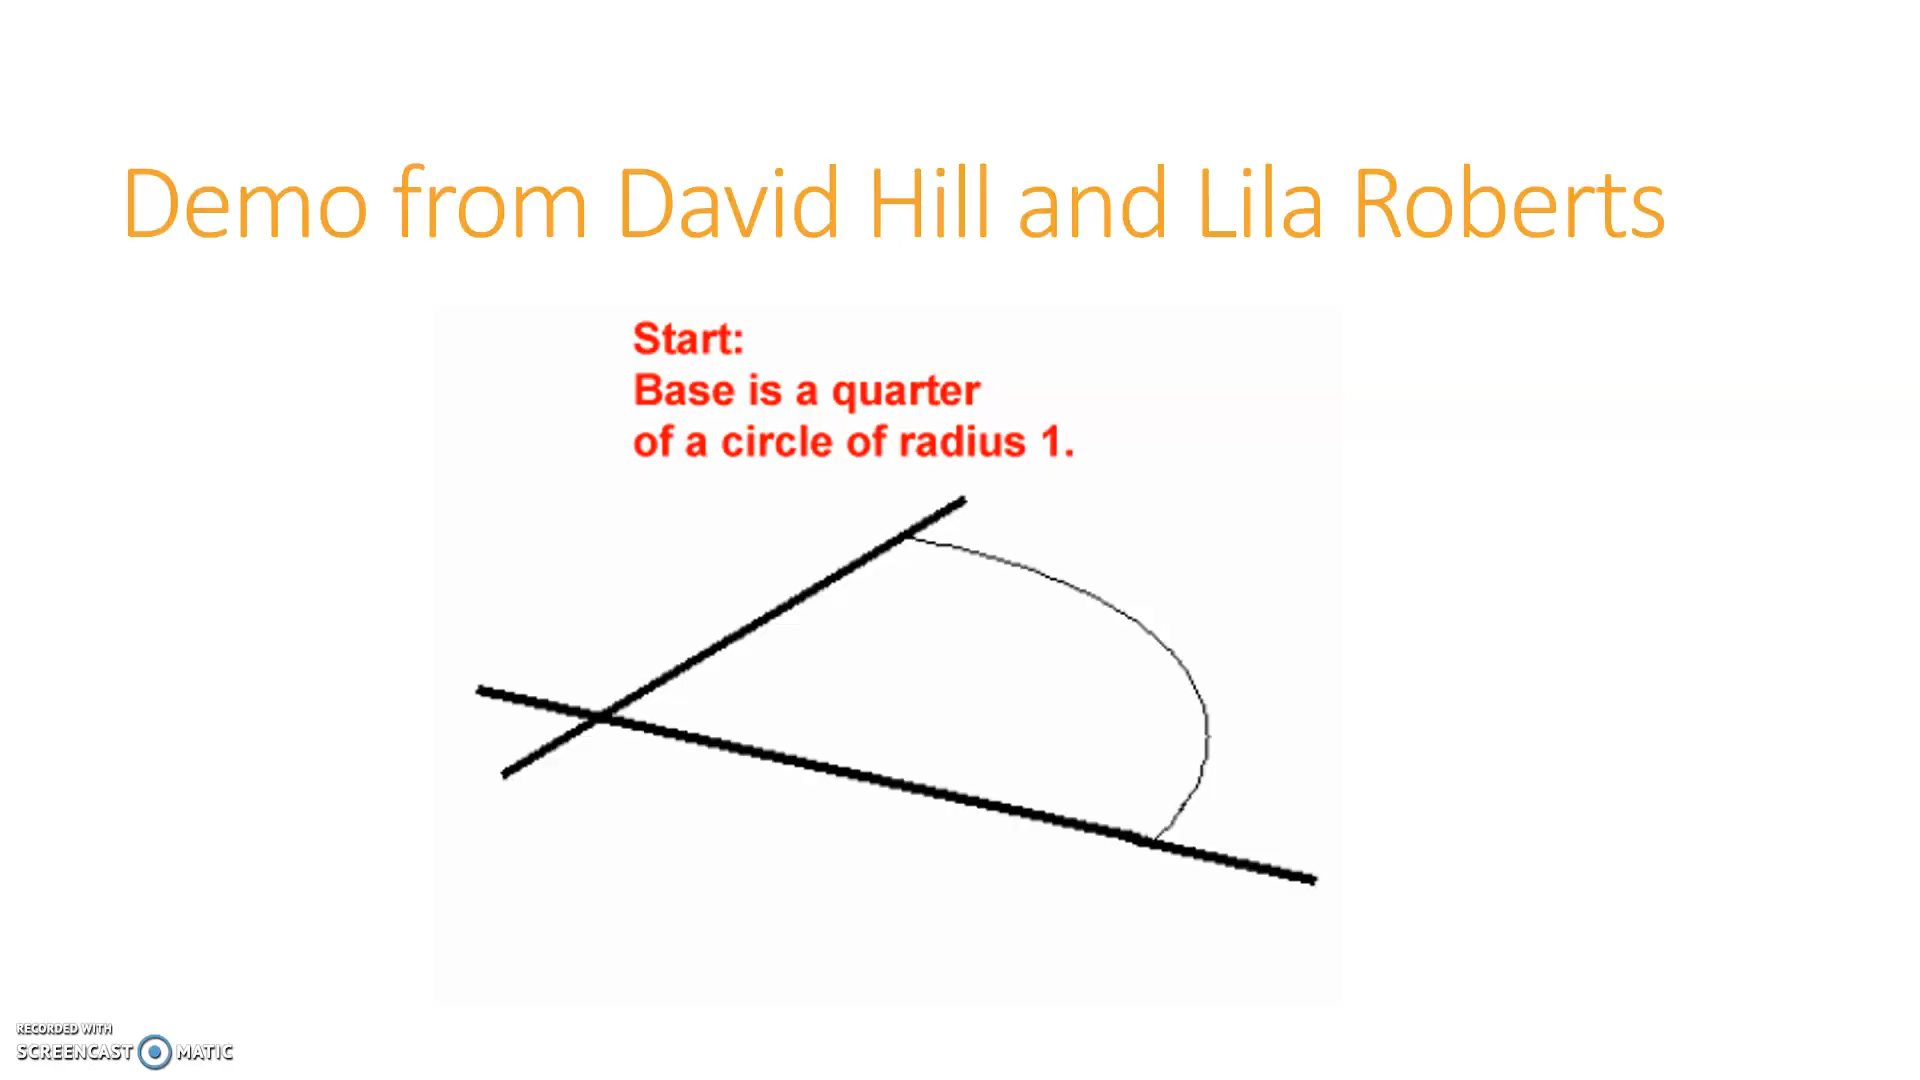 Demo from David Hill and Lila Roberts
Start:
Base is a quarter
of a circle of radius 1.
RECORDED WITH
SCREENCAST MATIC